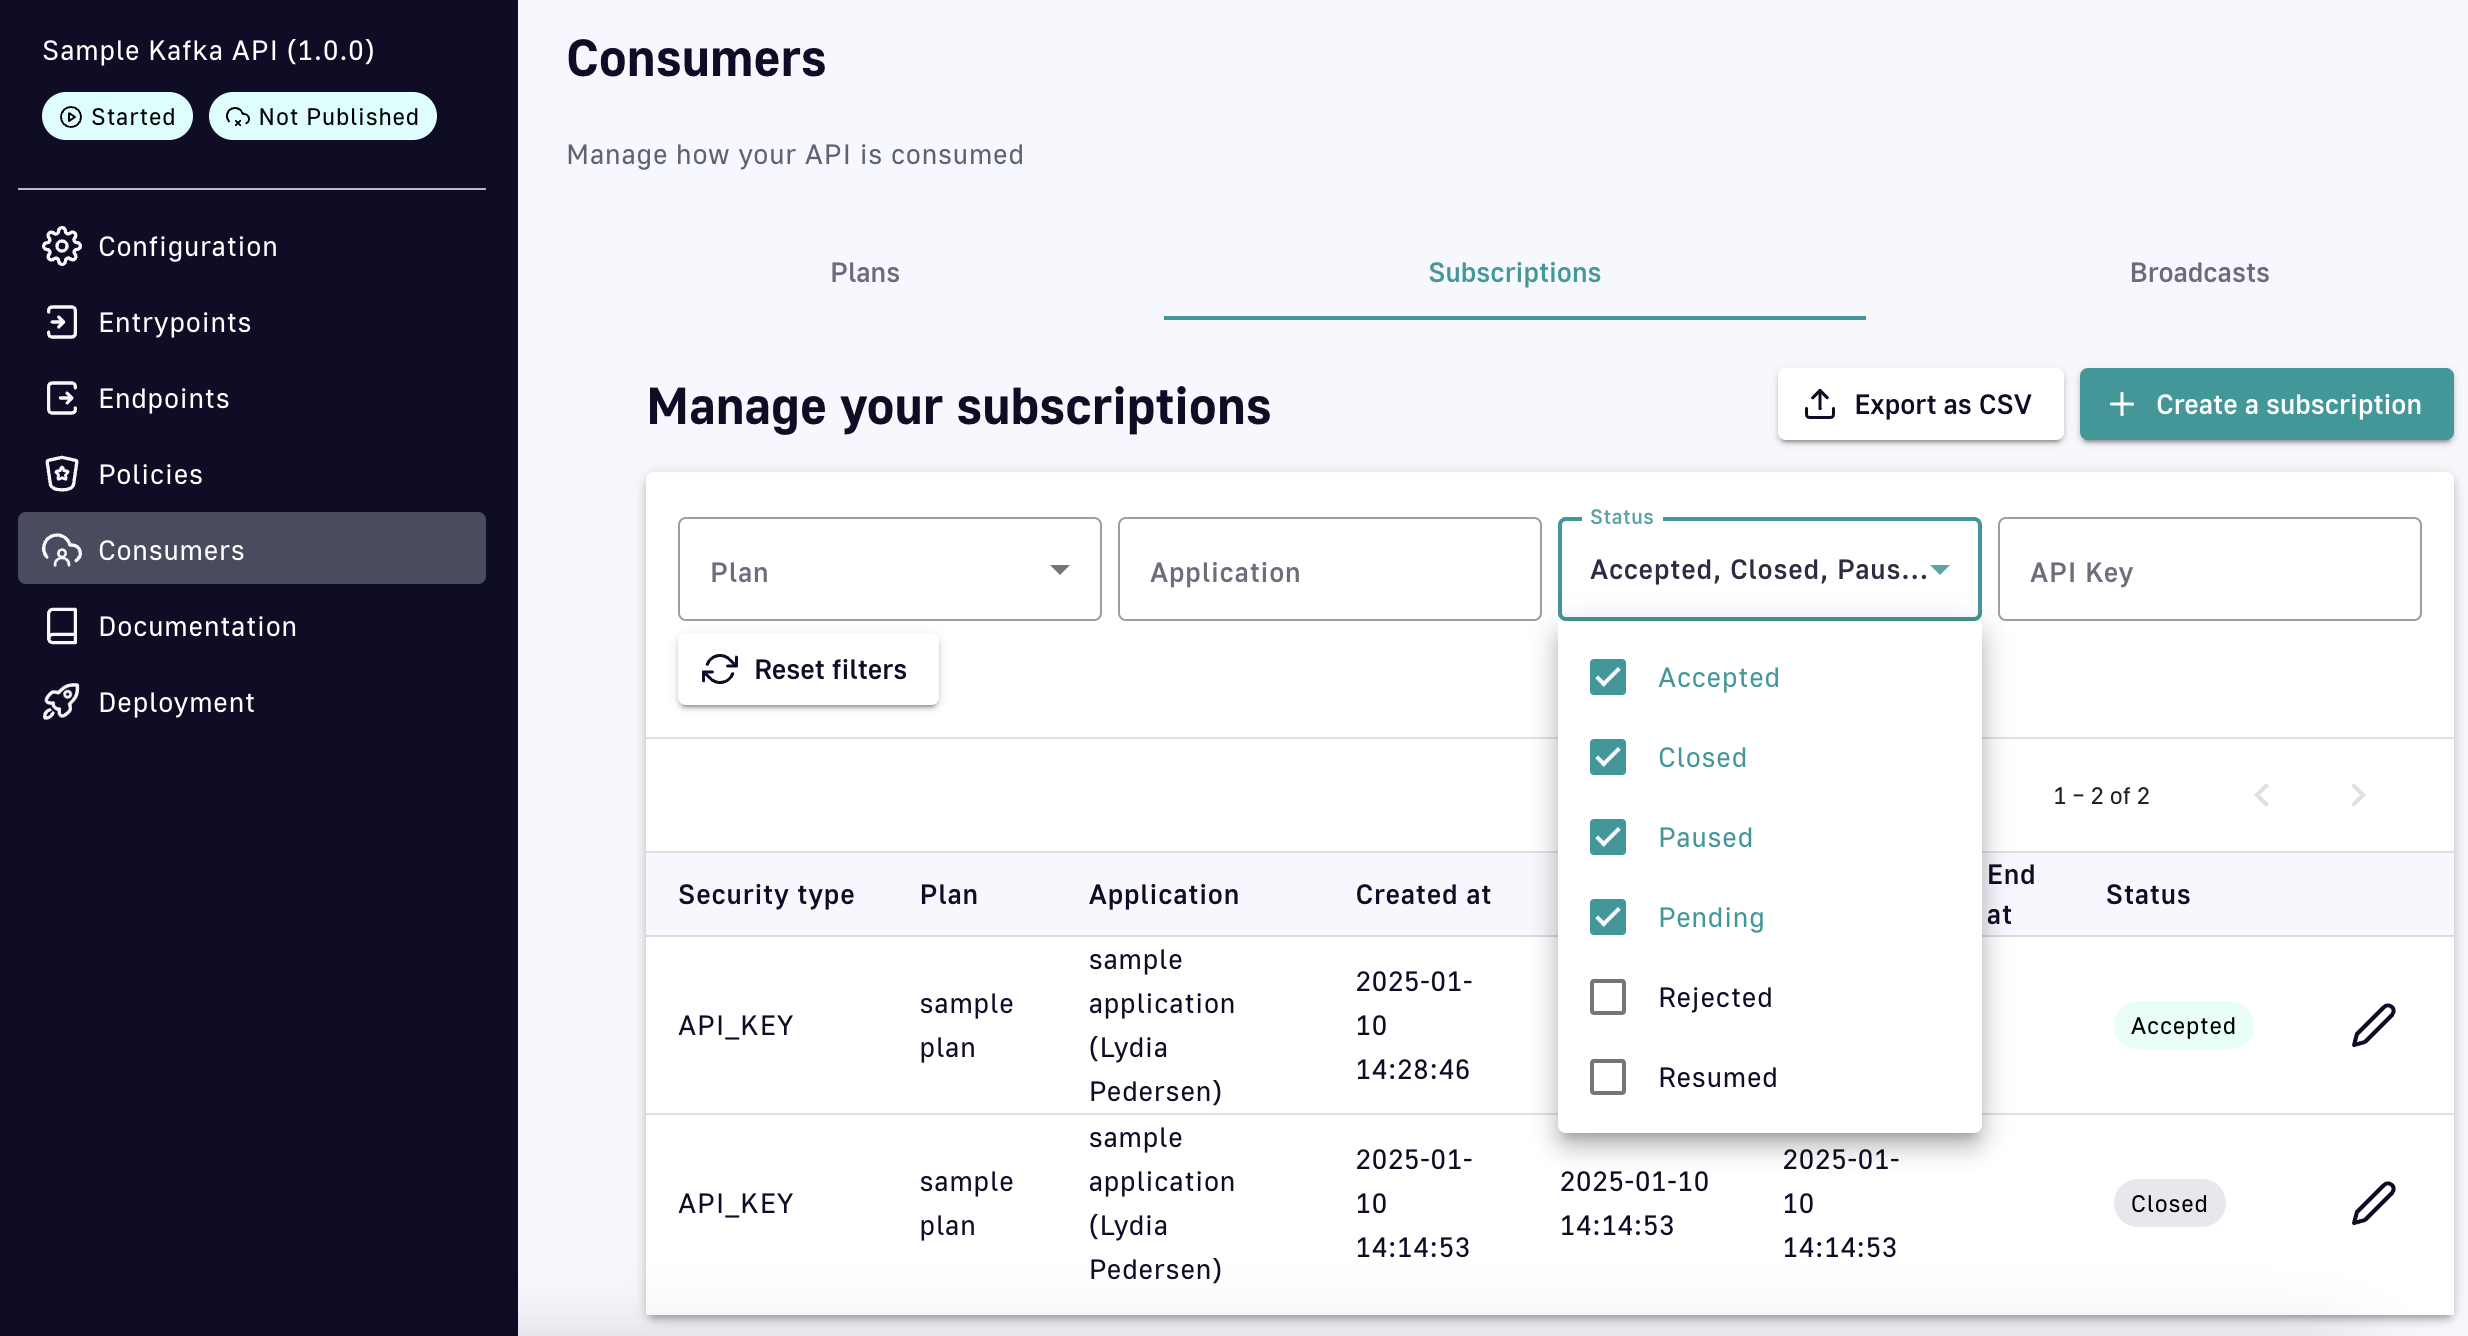 Sample Kafka API (1.0.0)
Started
Not Published
Configuration
Entrypoints
Endpoints
Policies
Consumers
Documentation
Deployment
Consumers
Manage how your API is consumed
Plans
Subscriptions
Broadcasts
Manage your subscriptions
Export as CSV
Create a subscription
Plan
Application
Status
Accepted, Closed, Paus...
API Key
Reset filters
Accepted
Closed
Paused
Pending
Rejected
Resumed
1 – 2 of 2
Security type
Plan
Application
Created at
End
at
Status
API_KEY
sample
plan
sample
application
(Lydia
Pedersen)
2025-01-
10
14:28:46
Accepted
API_KEY
sample
plan
sample
application
(Lydia
Pedersen)
2025-01-
10
14:14:53
2025-01-10
14:14:53
2025-01-
10
14:14:53
Closed